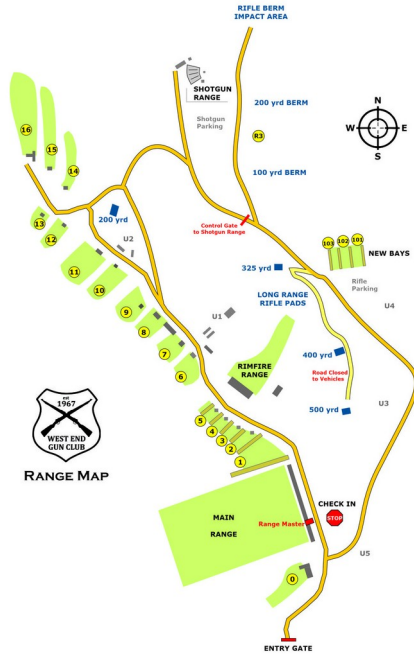 RIFLE BERM
IMPACT AREA
SHOTGUN
RANGE
200 yrd BERM
Shotgun
Parking
R3
N
W
E
S
16
15
14
100 yrd BERM
Control Gate
to Shotgun Range
13
12
200 yrd
U2
103
102
101
NEW BAYS
325 yrd
11
10
Rifle
Parking
LONG RANGE
RIFLE PADS
U4
9
8
U1
7
6
400 yrd
RIMFIRE
RANGE
Road Closed
to Vehicles
500 yrd
U3
est
1967
WEST END
GUN CLUB
RANGE MAP
5
4
3
2
1
MAIN
RANGE
CHECK IN
STOP
Range Master
U5
0
ENTRY GATE